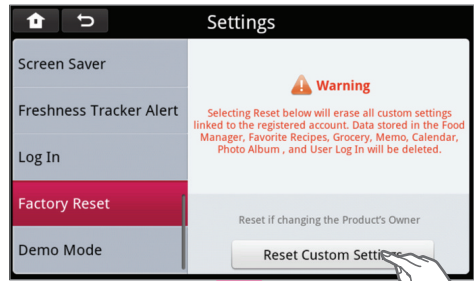 Settings
Screen Saver
Freshness Tracker Alert
Log In
Factory Reset
Demo Mode
Warning
Selecting Reset below will erase all custom settings
linked to the registered account. Data stored in the Food
Manager, Favorite Recipes, Grocery, Memo, Calendar,
Photo Album , and User Log In will be deleted.
Reset if changing the Product's Owner
Reset Custom Settings